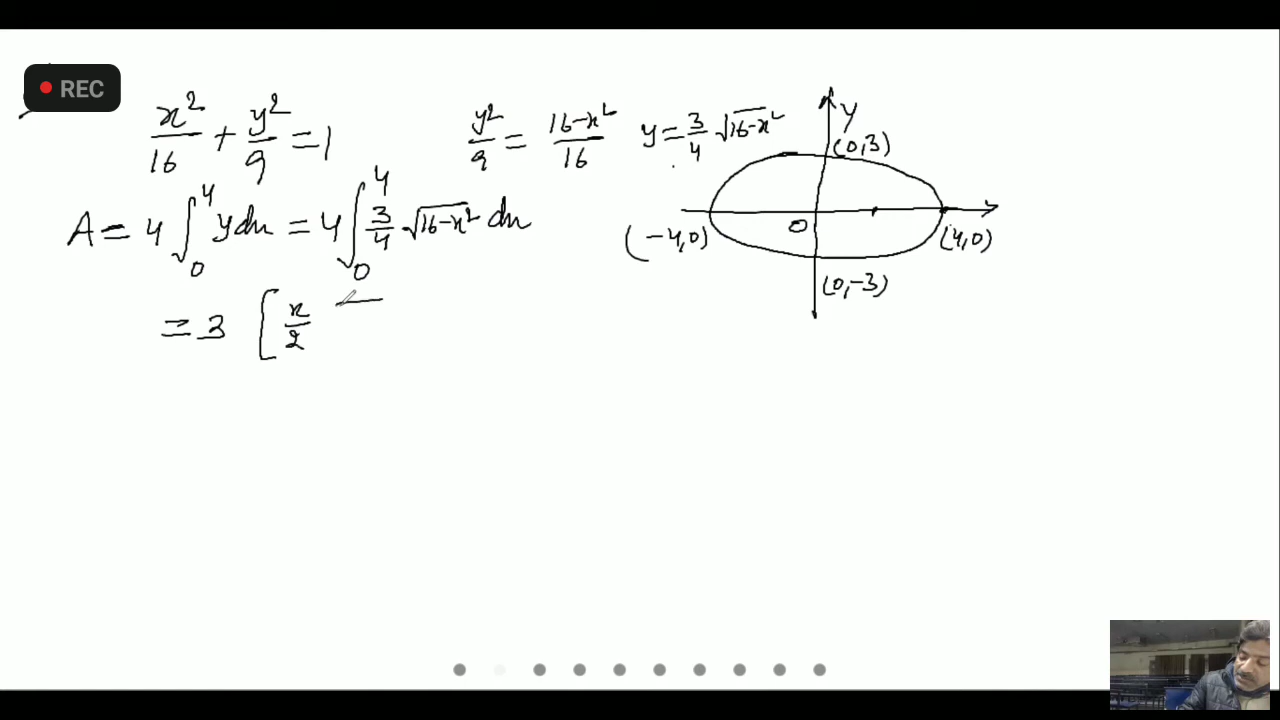 REC
x²/16 + y²/9 = 1
y²/9 = (16-x²)/16
y = 3/4 √16-x²
A = 4 ∫₀⁴ y dx = 4 ∫₀⁴ 3/4 √16-x² dx
= 3 [ x/2 √
y
(0,3)
(-4,0)
0
(4,0)
(0,-3)